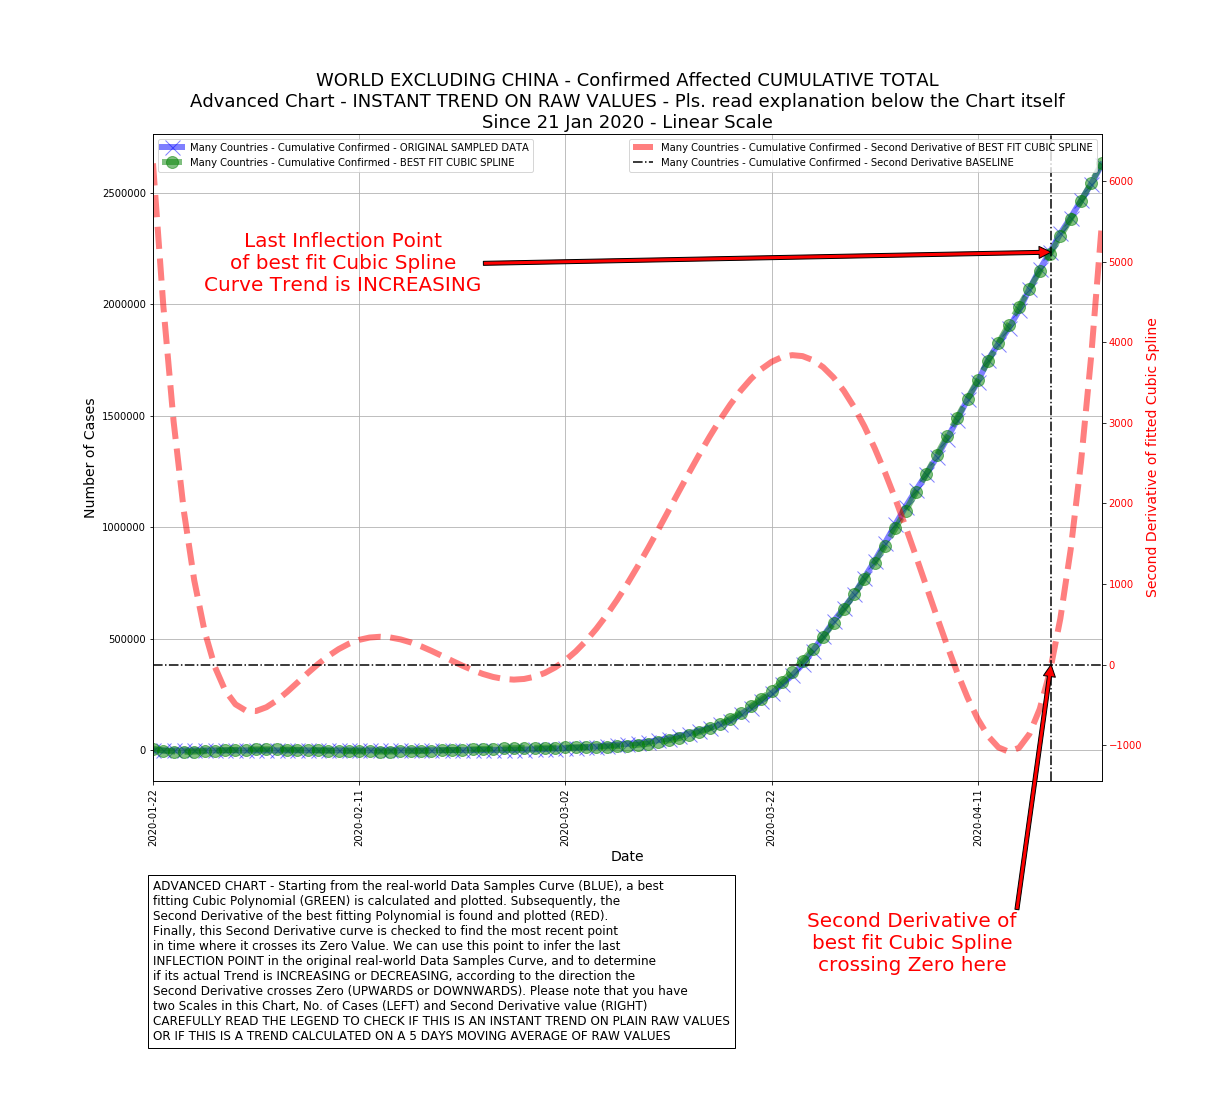 WORLD EXCLUDING CHINA - Confirmed Affected CUMULATIVE TOTAL
Advanced Chart - INSTANT TREND ON RAW VALUES - Pls. read explanation below the Chart itself
Since 21 Jan 2020 - Linear Scale
Many Countries - Cumulative Confirmed - ORIGINAL SAMPLED DATA
Many Countries - Cumulative Confirmed - BEST FIT CUBIC SPLINE
Many Countries - Cumulative Confirmed - Second Derivative of BEST FIT CUBIC SPLINE
Many Countries - Cumulative Confirmed - Second Derivative BASELINE
Last Inflection Point
of best fit Cubic Spline
Curve Trend is INCREASING
Number of Cases
2500000
2000000
1500000
1000000
500000
0
6000
5000
4000
3000
2000
1000
0
−1000
Second Derivative of fitted Cubic Spline
2020-01-22
2020-02-11
2020-03-02
2020-03-22
2020-04-11
Date
ADVANCED CHART - Starting from the real-world Data Samples Curve (BLUE), a best
fitting Cubic Polynomial (GREEN) is calculated and plotted. Subsequently, the
Second Derivative of the best fitting Polynomial is found and plotted (RED).
Finally, this Second Derivative curve is checked to find the most recent point
in time where it crosses its Zero Value. We can use this point to infer the last
INFLECTION POINT in the original real-world Data Samples Curve, and to determine
if its actual Trend is INCREASING or DECREASING, according to the direction the
Second Derivative crosses Zero (UPWARDS or DOWNWARDS). Please note that you have
two Scales in this Chart, No. of Cases (LEFT) and Second Derivative value (RIGHT)
CAREFULLY READ THE LEGEND TO CHECK IF THIS IS AN INSTANT TREND ON PLAIN RAW VALUES
OR IF THIS IS A TREND CALCULATED ON A 5 DAYS MOVING AVERAGE OF RAW VALUES
Second Derivative of
best fit Cubic Spline
crossing Zero here